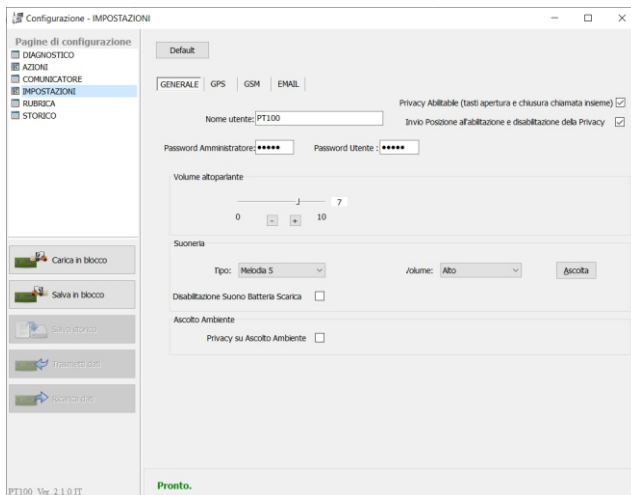 Configurazione - IMPOSTAZIONI
Pagine di configurazione
DIAGNOSTICO
AZIONI
COMUNICATORE
IMPOSTAZIONI
RUBRICA
STORICO
Carica in blocco
Salva in blocco
Salva storico
Trasmetti dati
Ricarica dati
PT100 Ver. 2.1.0 IT
Default
GENERALE GPS GSM EMAIL
Privacy Abilitabile (tasti apertura e chiusura chiamata insieme)
Nome utente: PT100
Invio Posizione all'abilitazione e disabilitazione della Privacy
Password Amministratore: ●●●●● Password Utente : ●●●●●
Volume altoparlante
7
0 - + 10
Suoneria
Tipo: Melodia 5 /olume: Alto Ascolta
Disabilitazione Suono Batteria Scarica
Ascolto Ambiente
Privacy su Ascolto Ambiente
Pronto.